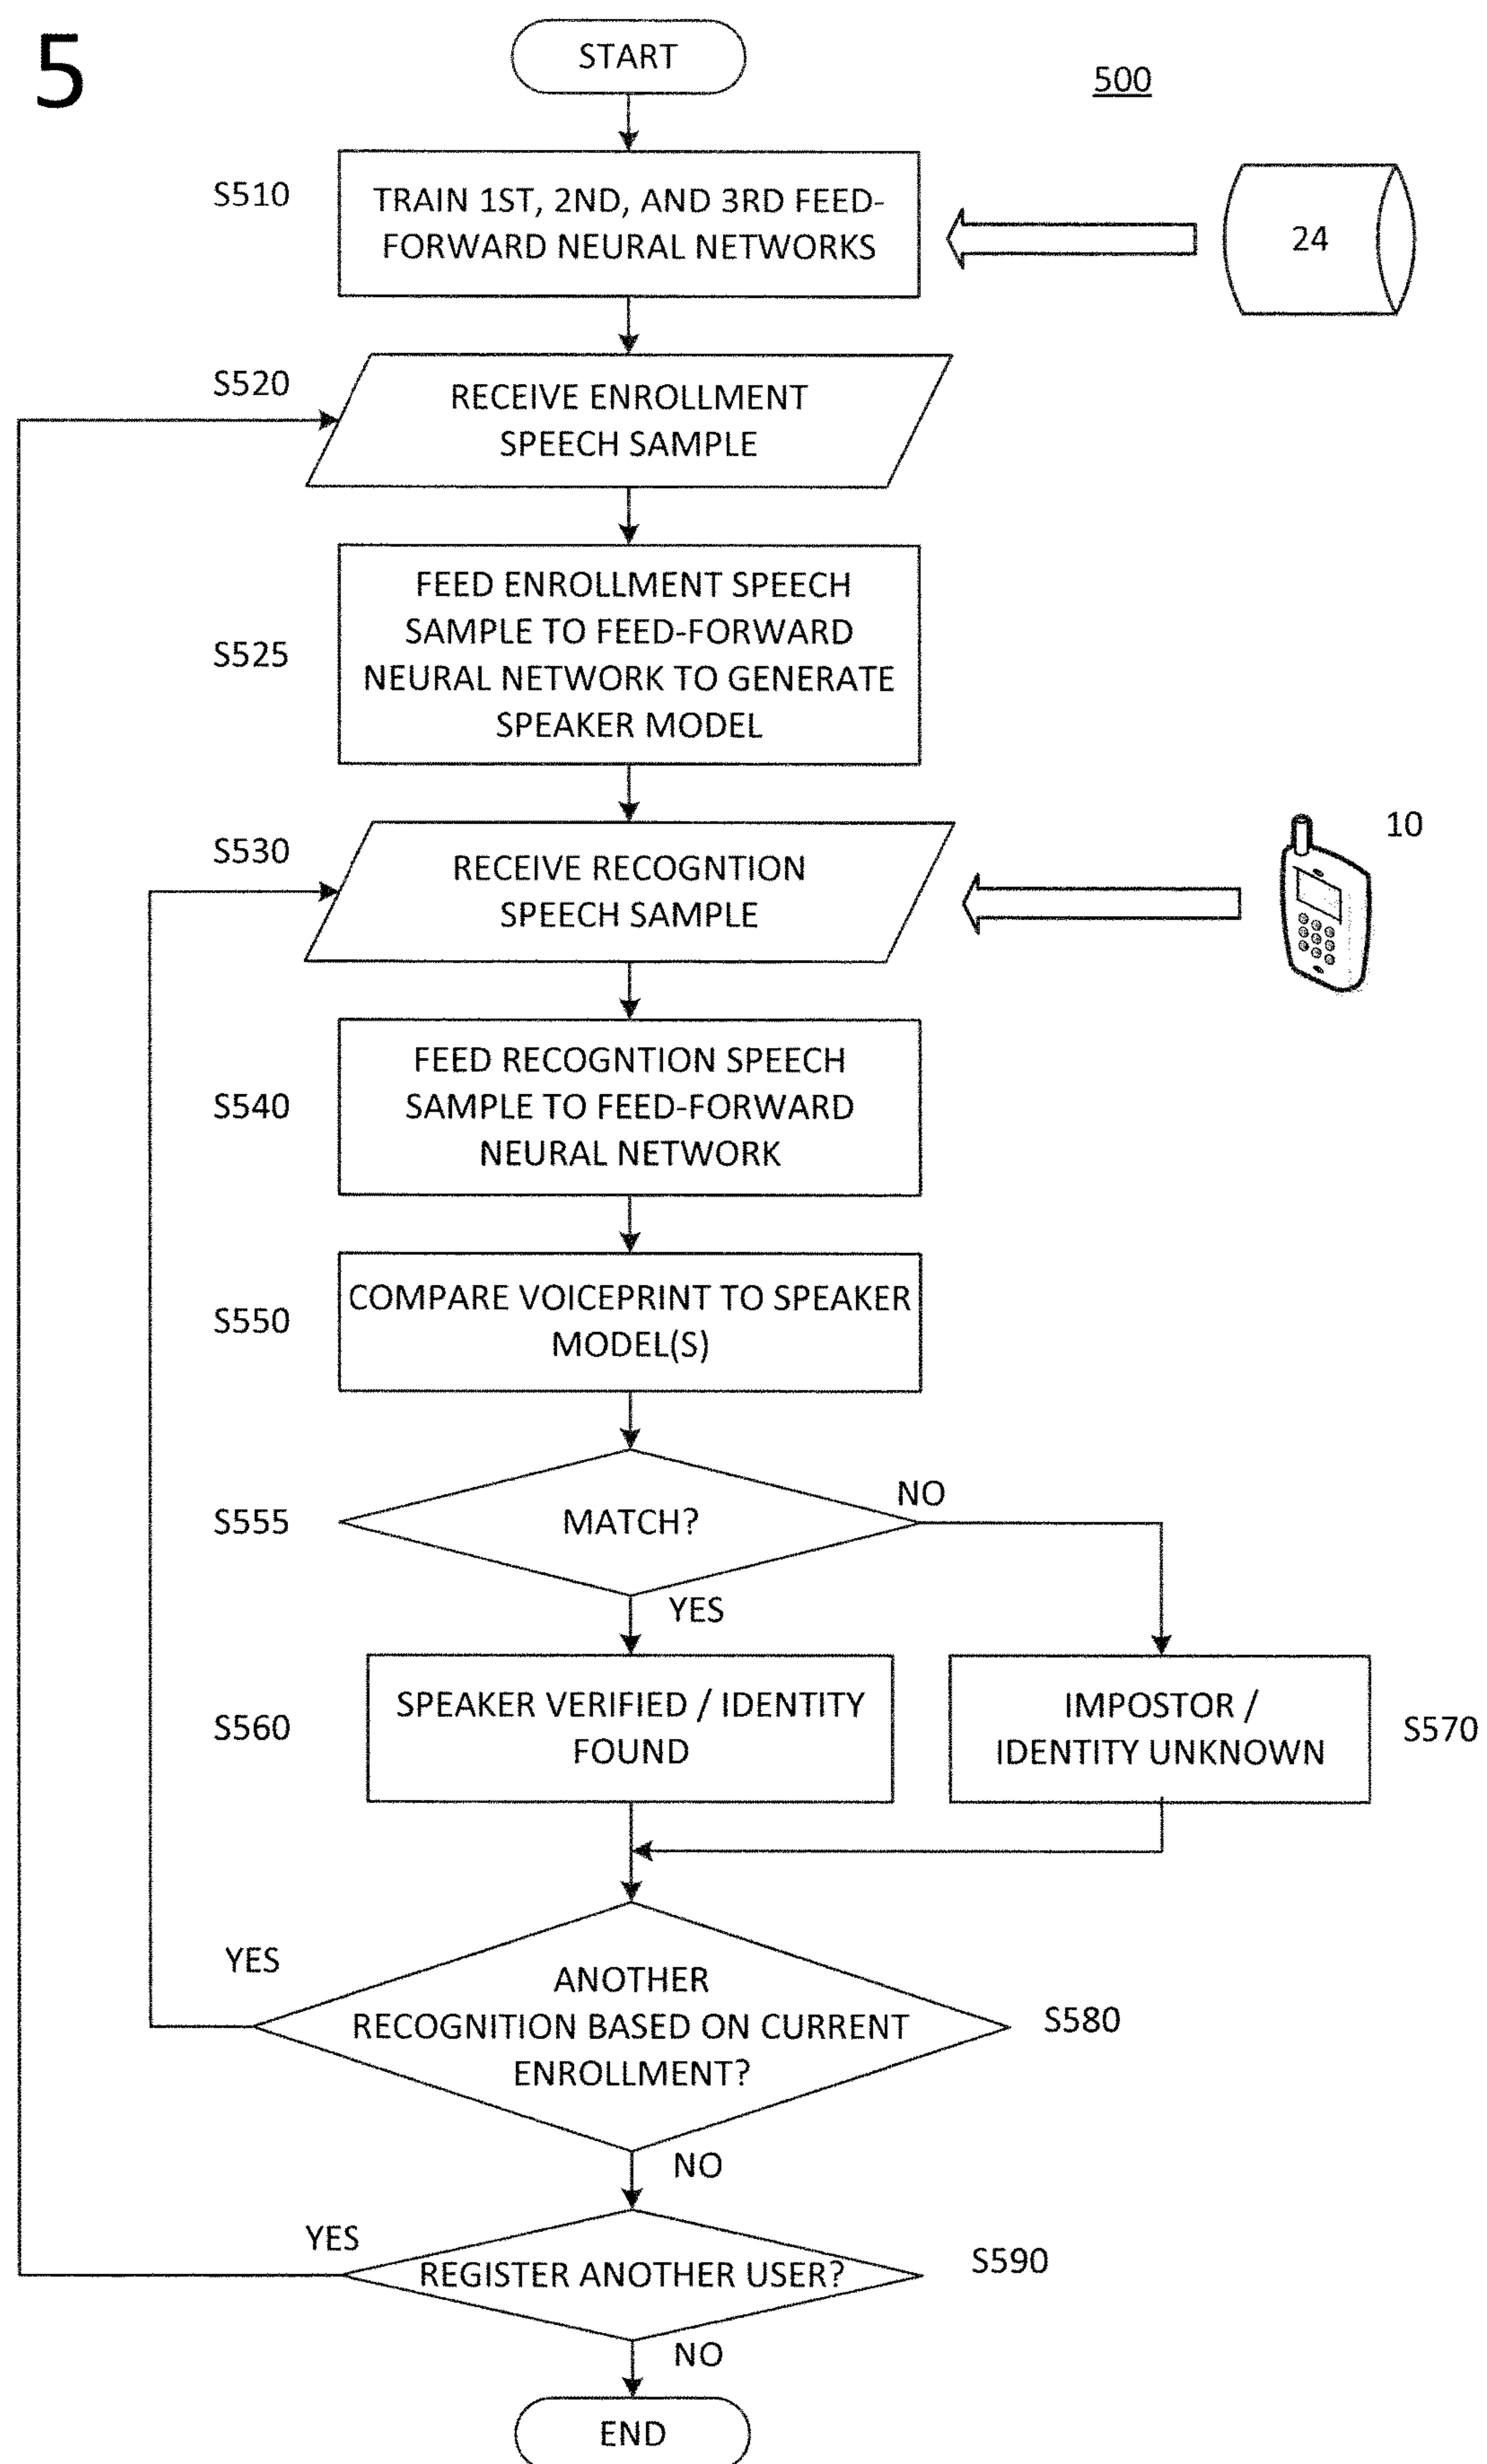 5
START
500
S510
TRAIN 1ST, 2ND, AND 3RD FEED-
FORWARD NEURAL NETWORKS
24
S520
RECEIVE ENROLLMENT
SPEECH SAMPLE
S525
FEED ENROLLMENT SPEECH
SAMPLE TO FEED-FORWARD
NEURAL NETWORK TO GENERATE
SPEAKER MODEL
S530
RECEIVE RECOGNTION
SPEECH SAMPLE
10
S540
FEED RECOGNTION SPEECH
SAMPLE TO FEED-FORWARD
NEURAL NETWORK
S550
COMPARE VOICEPRINT TO SPEAKER
MODEL(S)
S555
MATCH?
NO
YES
S560
SPEAKER VERIFIED / IDENTITY
FOUND
IMPOSTOR /
IDENTITY UNKNOWN
S570
YES
ANOTHER
RECOGNITION BASED ON CURRENT
ENROLLMENT?
S580
NO
YES
REGISTER ANOTHER USER?
S590
NO
END